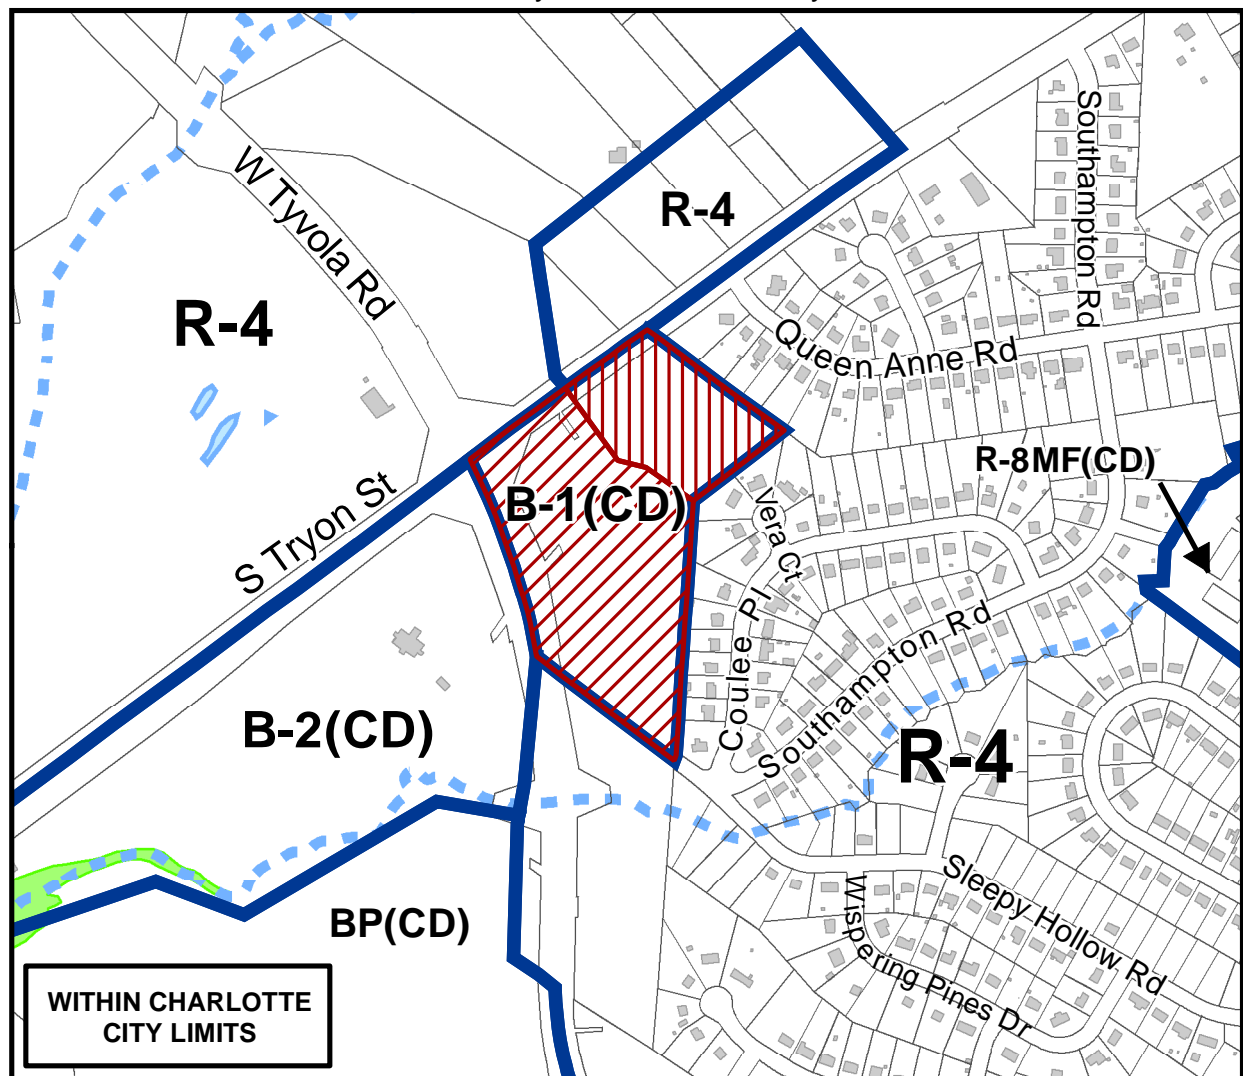 Southampton Rd
W Tyvola Rd
R-4
R-4
Queen Anne Rd
R-8MF(CD)
B-1(CD)
Vera Ct
S Tryon St
Coulee Pl
Southampton Rd
B-2(CD)
R-4
Sleepy Hollow Rd
Wispering Pines Dr
BP(CD)
WITHIN CHARLOTTE
CITY LIMITS